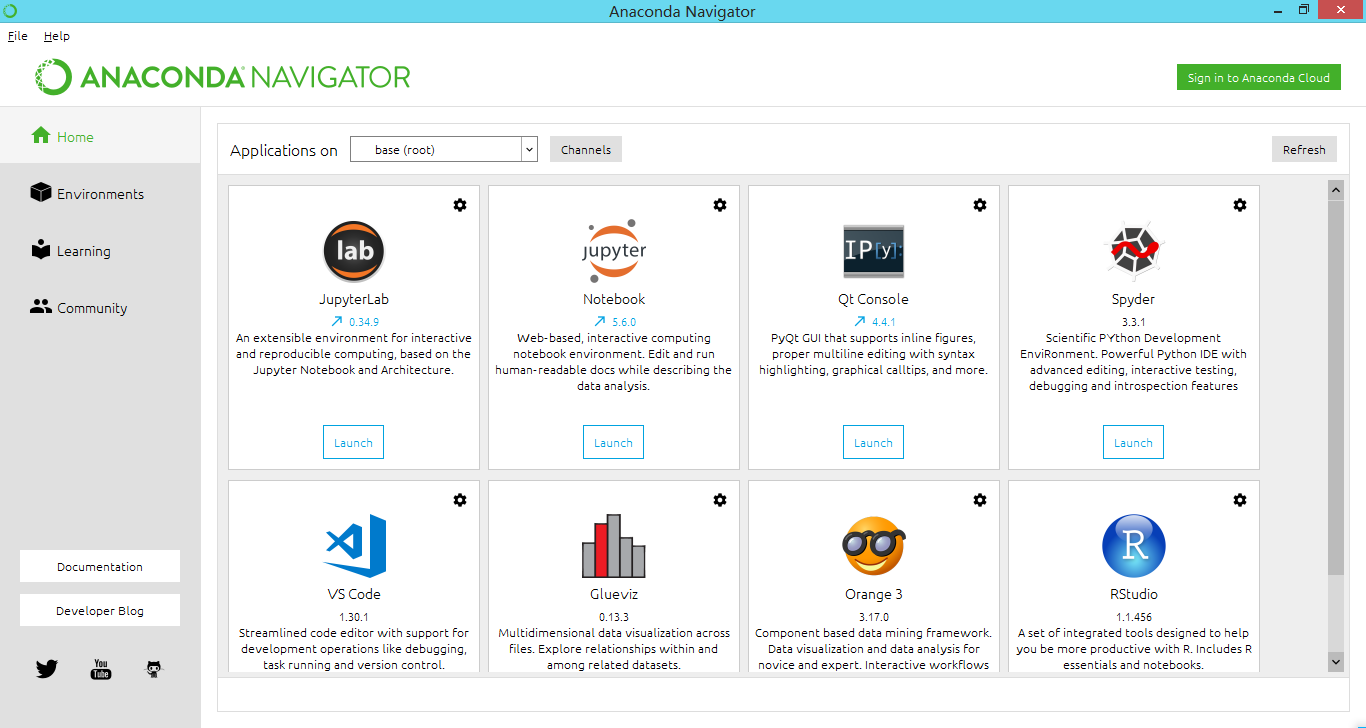 Anaconda Navigator
File Help
ANACONDA NAVIGATOR
Sign in to Anaconda Cloud
Home
Environments
Learning
Community
Documentation
Developer Blog
You
Tube
Applications on base (root) Channels Refresh
lab
JupyterLab
0.34.9
An extensible environment for interactive
and reproducible computing, based on the
Jupyter Notebook and Architecture.
Launch
jupyter
Notebook
5.6.0
Web-based, interactive computing
notebook environment. Edit and run
human-readable docs while describing the
data analysis.
Launch
IP[y]:
Qt Console
4.4.1
PyQt GUI that supports inline figures,
proper multiline editing with syntax
highlighting, graphical calltips, and more.
Launch
Spyder
3.3.1
Scientific PYthon Development
EnviRonment. Powerful Python IDE with
advanced editing, interactive testing,
debugging and introspection features
Launch
VS Code
1.30.1
Streamlined code editor with support for
development operations like debugging,
task running and version control.
Glueviz
0.13.3
Multidimensional data visualization across
files. Explore relationships within and
among related datasets.
Orange 3
3.17.0
Component based data mining framework.
Data visualization and data analysis for
novice and expert. Interactive workflows
R
RStudio
1.1.456
A set of integrated tools designed to help
you be more productive with R. Includes R
essentials and notebooks.